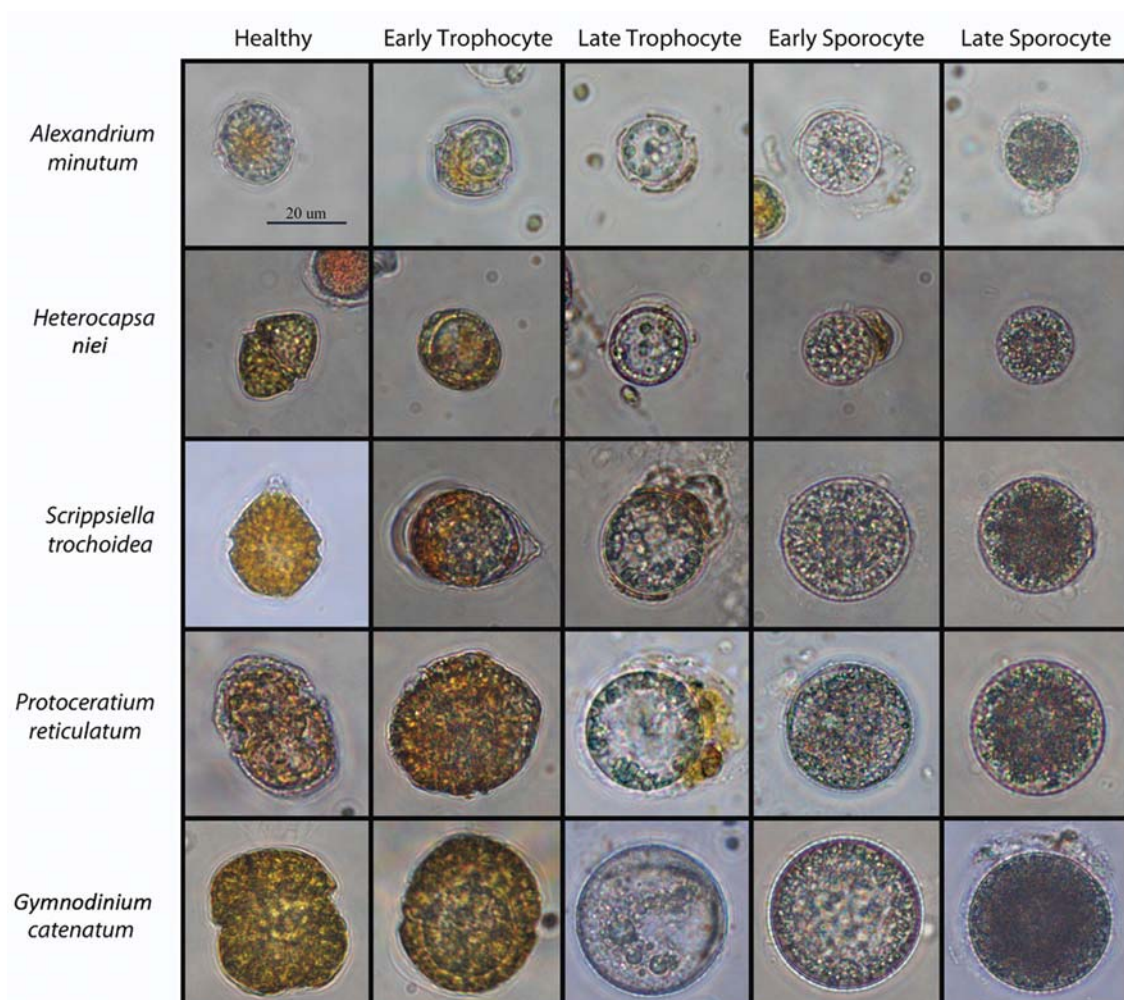 Healthy Early Trophocyte Late Trophocyte Early Sporocyte Late Sporocyte
Alexandrium
minutum
20 um
Heterocapsa
niei
Scrippsiella
trochoidea
Protoceratium
reticulatum
Gymnodinium
catenatum